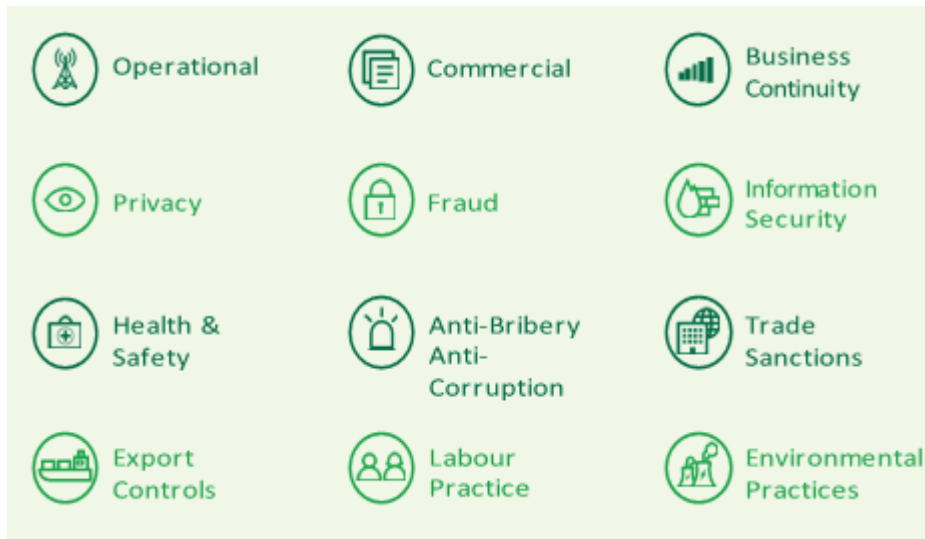 Operational
Commercial
Business
Continuity
Privacy
Fraud
Information
Security
Health &
Safety
Anti-Bribery
Anti-
Corruption
Trade
Sanctions
Export
Controls
Labour
Practice
Environmental
Practices